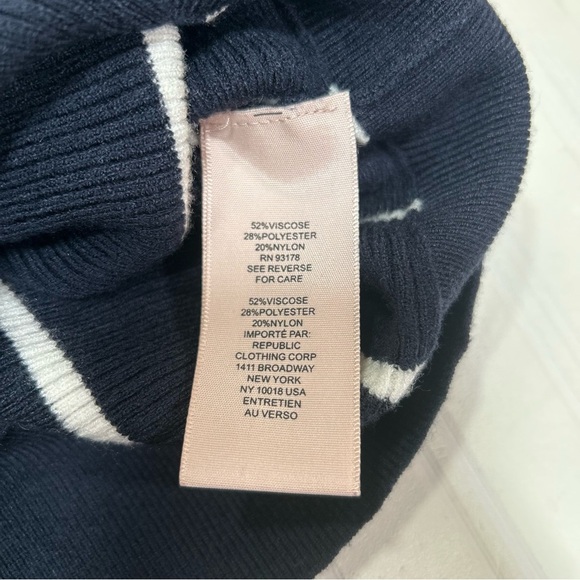 52%VISCOSE
28%POLYESTER
20%NYLON
RN 93178
SEE REVERSE
FOR CARE
52%VISCOSE
28%POLYESTER
20%NYLON
IMPORTÉ PAR:
REPUBLIC
CLOTHING CORP
1411 BROADWAY
NEW YORK
NY 10018 USA
ENTRETIEN
AU VERSO